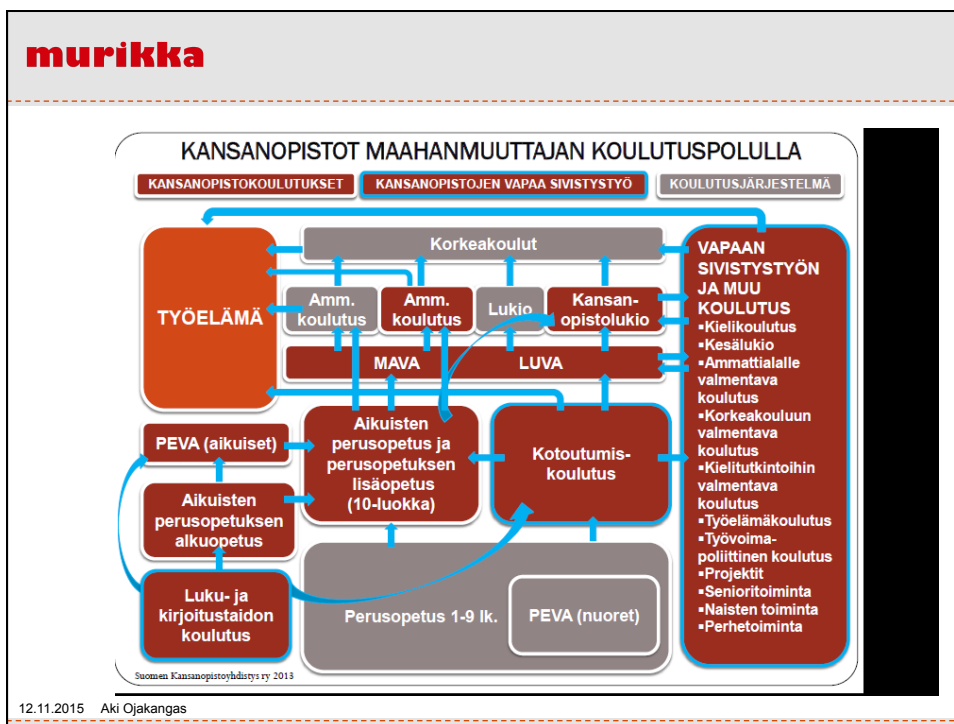 murikka
KANSANOPISTOT MAAHANMUUTTAJAN KOULUTUSPOLULLA
KANSANOPISTOKOULUTUKSET
KANSANOPISTOJEN VAPAA SIVISTYSTYÖ
KOULUTUSJÄRJESTELMÄ
TYÖELÄMÄ
Korkeakoulut
Amm.
koulutus
Amm.
koulutus
Lukio
Kansan-
opistolukio
MAVA
LUVA
PEVA (aikuiset)
Aikuisten
perusopetus ja
perusopetuksen
lisäopetus
(10-luokka)
Kotoutumis-
koulutus
Aikuisten
perusopetuksen
alkuopetus
Luku- ja
kirjoitustaidon
koulutus
Perusopetus 1-9 lk.
PEVA (nuoret)
VAPAAN
SIVISTYSTYÖN
JA MUU
KOULUTUS
▪Kielikoulutus
▪Kesälukio
▪Ammattialalle
valmentava
koulutus
▪Korkeakouluun
valmentava
koulutus
▪Kielitutkintoihin
valmentava
koulutus
▪Työelämäkoulutus
▪Työvoima-
poliittinen koulutus
▪Projektit
▪Senioritoiminta
▪Naisten toiminta
▪Perhetoiminta
Suomen Kansanopistoyhdistys ry 2013
12.11.2015 Aki Ojakangas